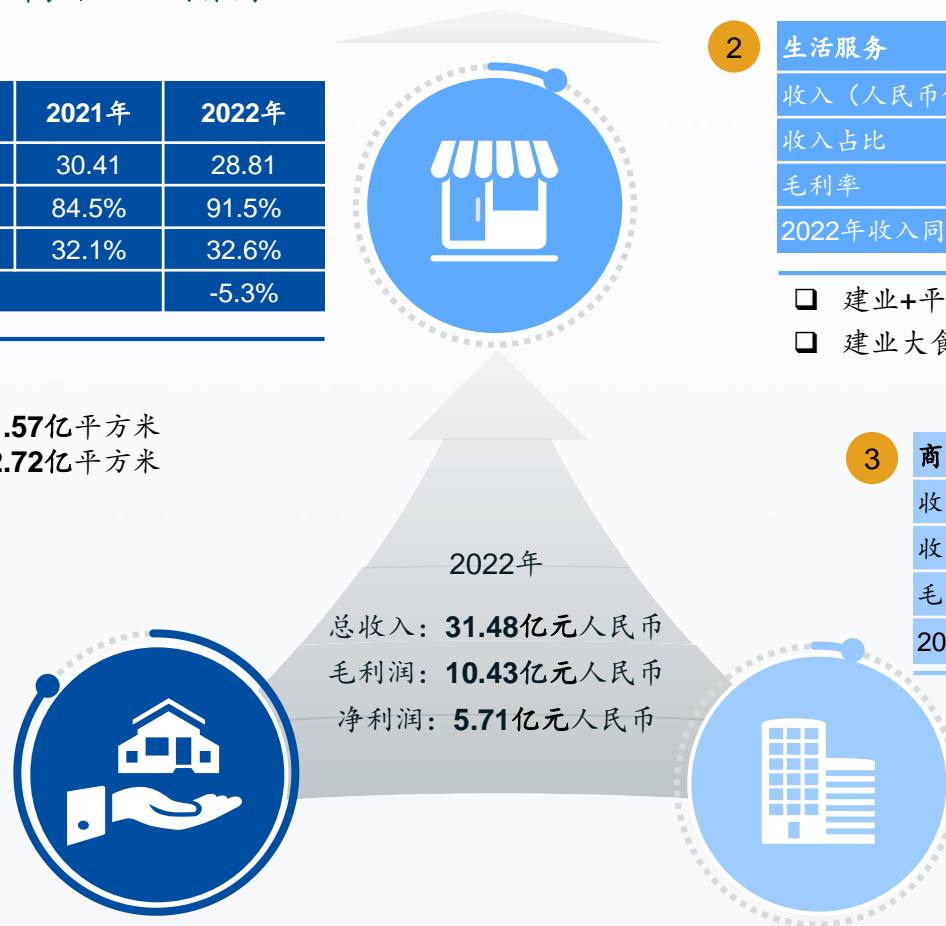 2021年 2022年
30.41 28.81
84.5% 91.5%
32.1% 32.6%
-5.3%
.57亿平方米
2.72亿平方米
2
生活服务
收入（人民币
收入占比
毛利率
2022年收入同
❑ 建业+平
❑ 建业大食
2022年
总收入：31.48亿元人民币
毛利润：10.43亿元人民币
净利润：5.71亿元人民币
3
商
收
收
毛
20